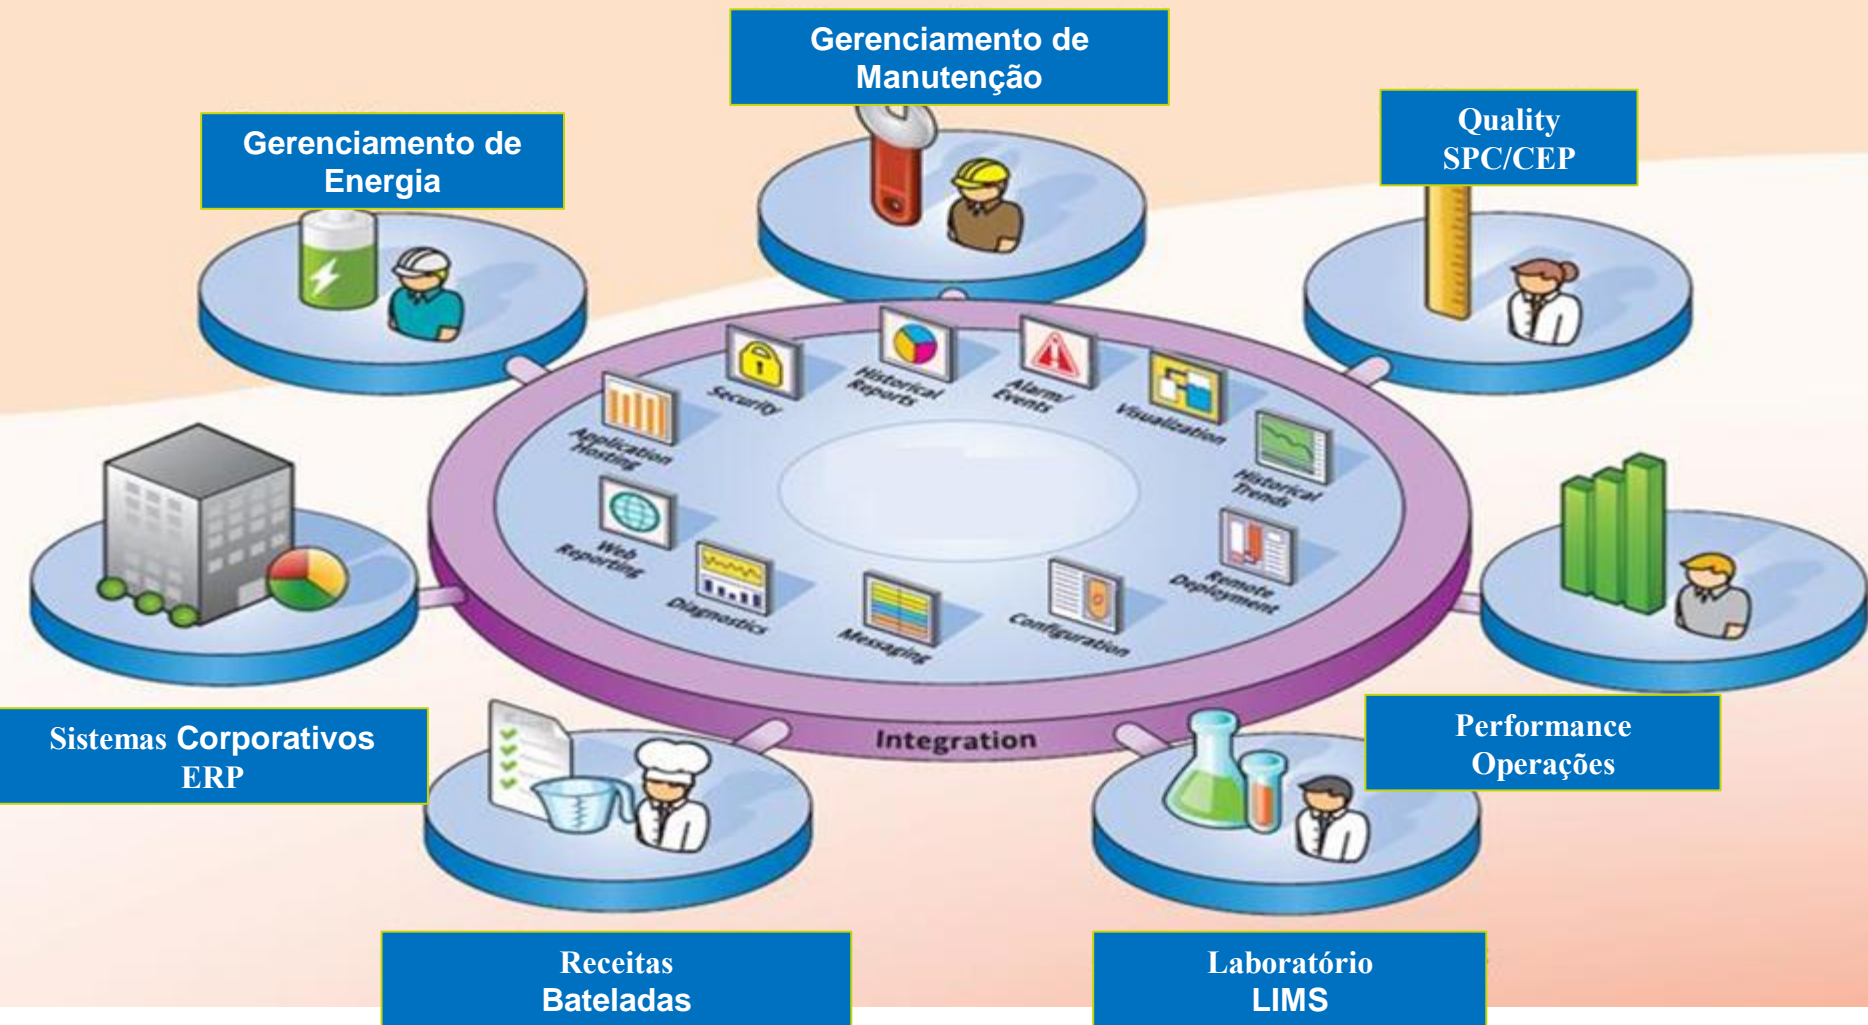 Gerenciamento de
Manutenção
Quality
SPC/CEP
Gerenciamento de
Energia
Security
Historical
Reports
Alarm/
Events
Visualization
Application
Hosting
Historical
Trends
Web
Reporting
Diagnostics
Messaging
Configuration
Remote
Deployment
Integration
Sistemas Corporativos
ERP
Performance
Operações
Receitas
Bateladas
Laboratório
LIMS